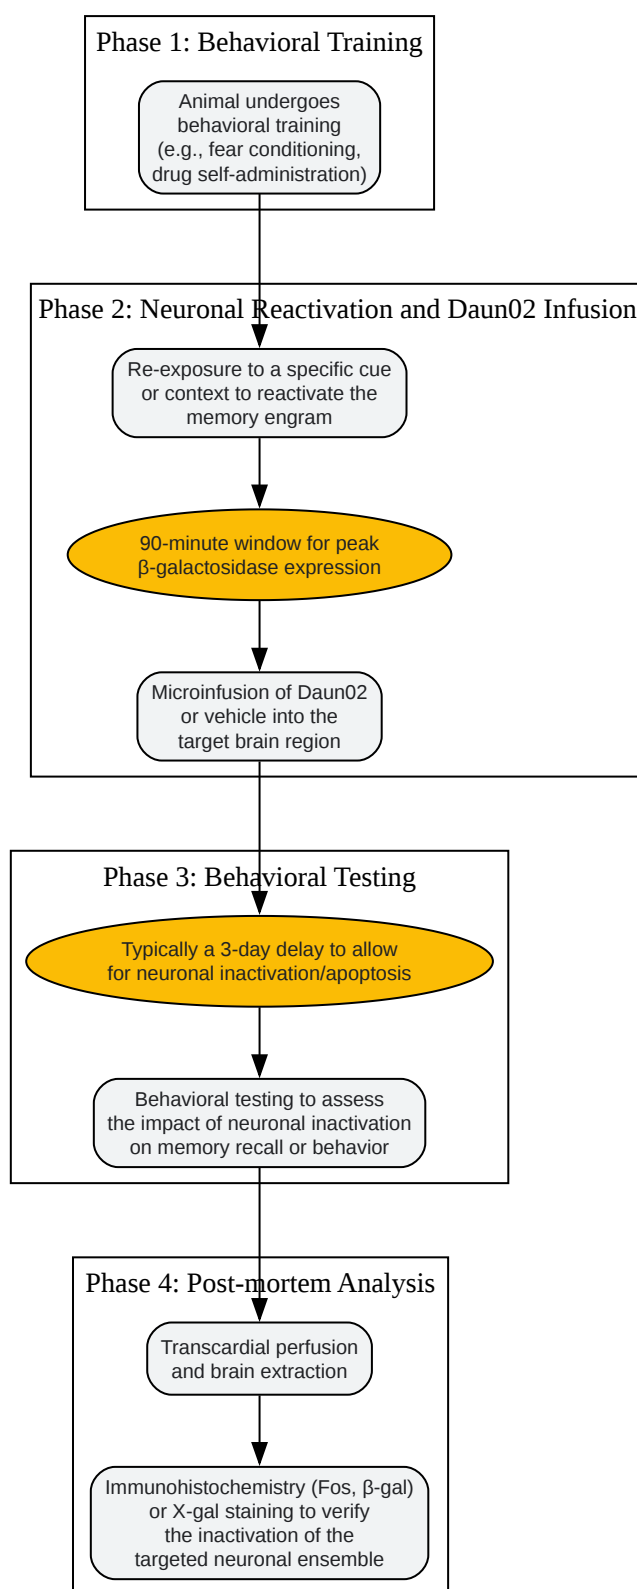 Phase 1: Behavioral Training
Animal undergoes
behavioral training
(e.g., fear conditioning,
drug self-administration)
Phase 2: Neuronal Reactivation and Daun02 Infusion
Re-exposure to a specific cue
or context to reactivate the
memory engram
90-minute window for peak
β-galactosidase expression
Microinfusion of Daun02
or vehicle into the
target brain region
Phase 3: Behavioral Testing
Typically a 3-day delay to allow
for neuronal inactivation/apoptosis
Behavioral testing to assess
the impact of neuronal inactivation
on memory recall or behavior
Phase 4: Post-mortem Analysis
Transcardial perfusion
and brain extraction
Immunohistochemistry (Fos, β-gal)
or X-gal staining to verify
the inactivation of the
targeted neuronal ensemble